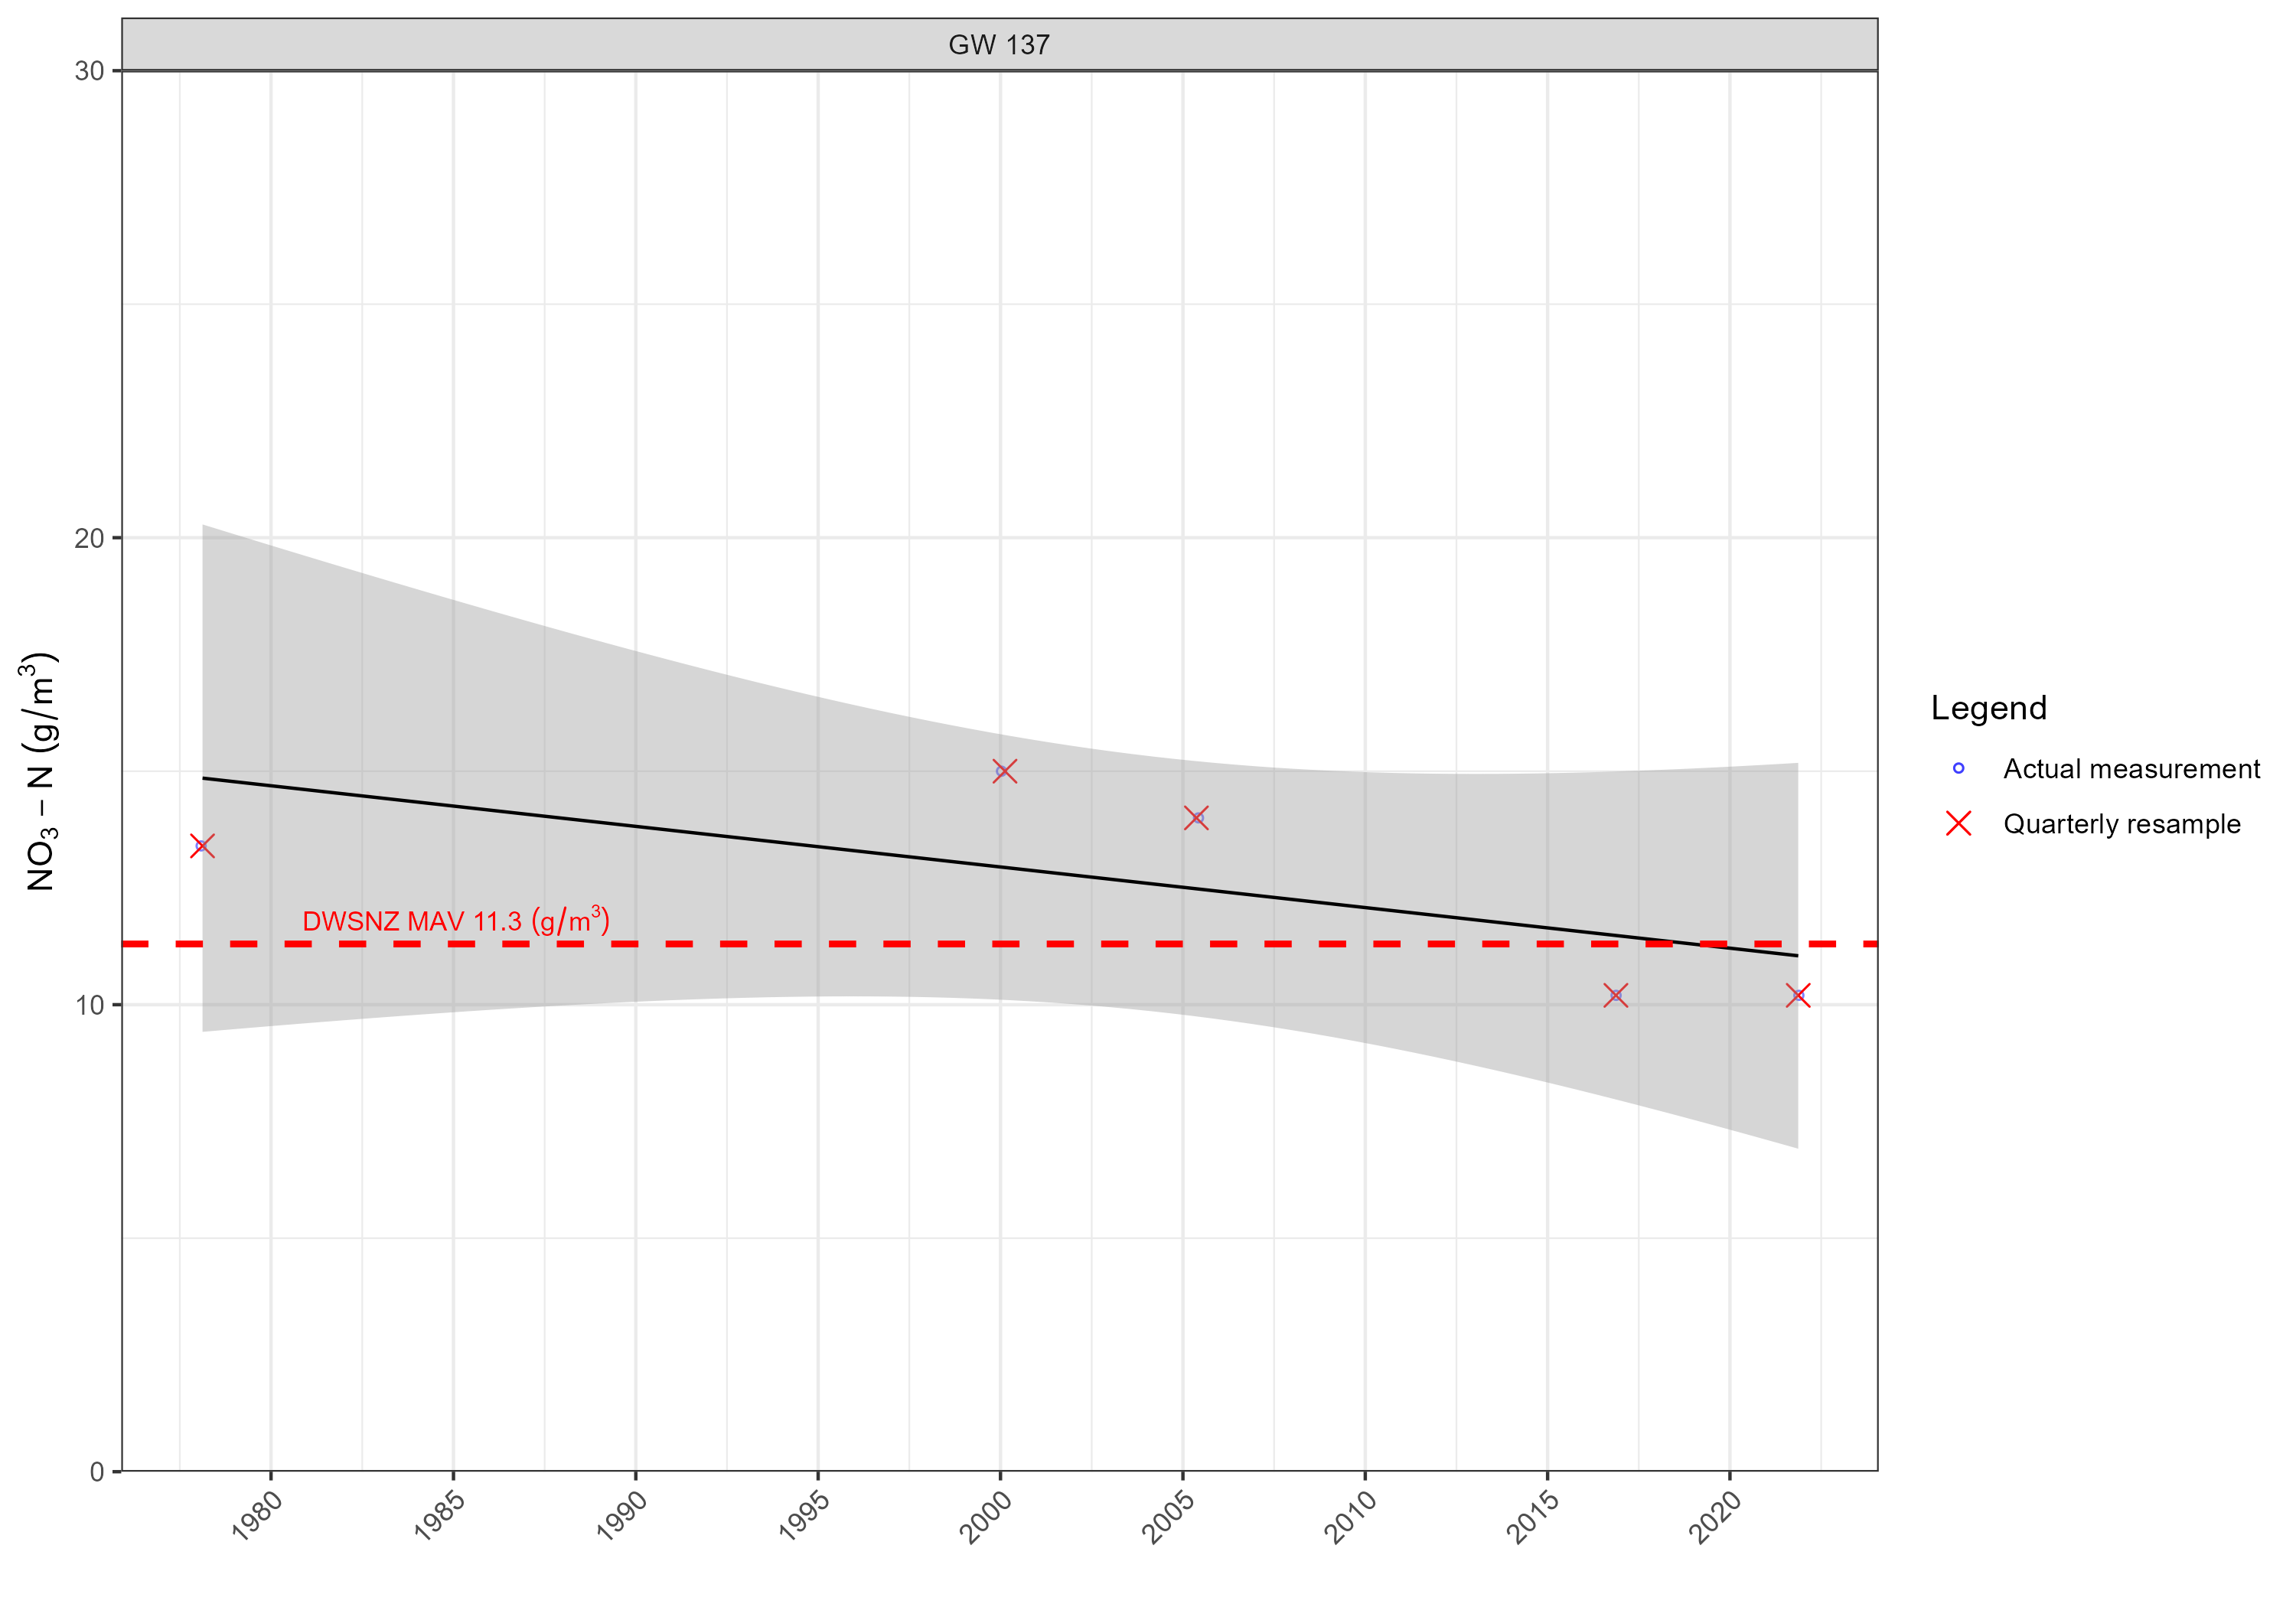 GW 137
30
20
10
0
NO₃ – N (g/m³)
DWSNZ MAV 11.3 (g/m³)
1980
1985
1990
1995
2000
2005
2010
2015
2020
Legend
Actual measurement
Quarterly resample